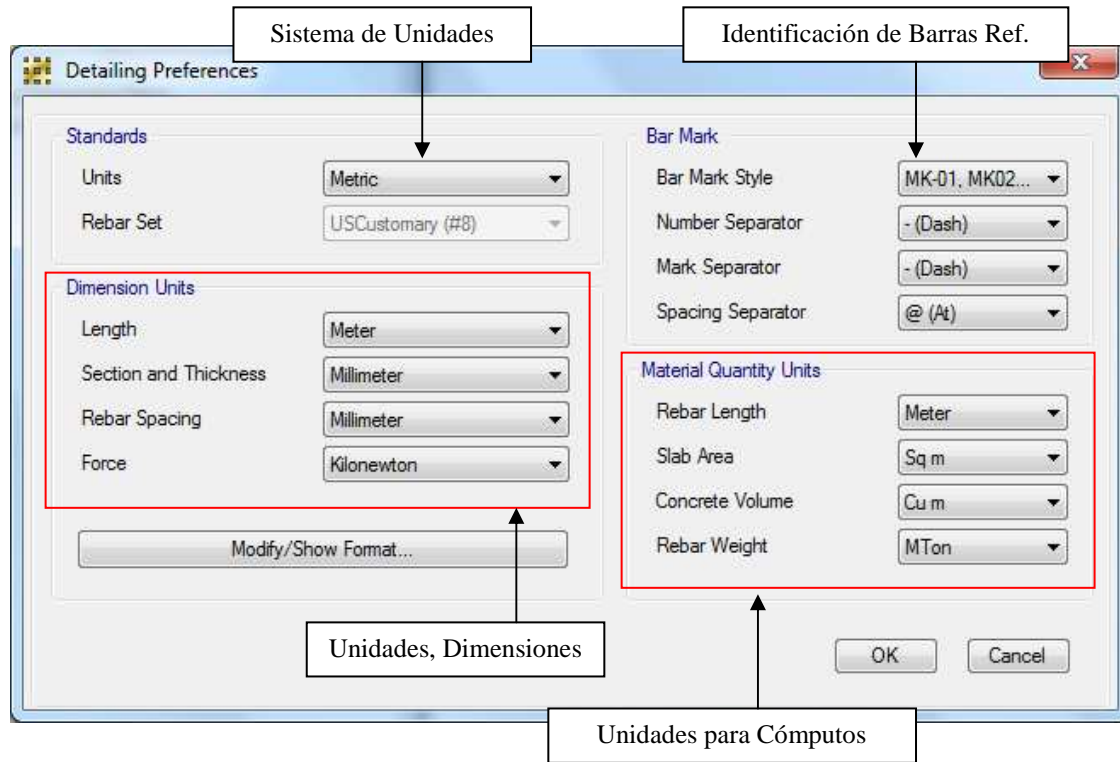 Sistema de Unidades
Identificación de Barras Ref.
Detailing Preferences
Standards
Units
Metric
Rebar Set
USCustomary (#8)
Dimension Units
Length
Meter
Section and Thickness
Millimeter
Rebar Spacing
Millimeter
Force
Kilonewton
Modify/Show Format...
Bar Mark
Bar Mark Style
MK-01, MK02...
Number Separator
- (Dash)
Mark Separator
- (Dash)
Spacing Separator
@ (At)
Material Quantity Units
Rebar Length
Meter
Slab Area
Sq m
Concrete Volume
Cu m
Rebar Weight
MTon
Unidades, Dimensiones
OK
Cancel
Unidades para Cómputos